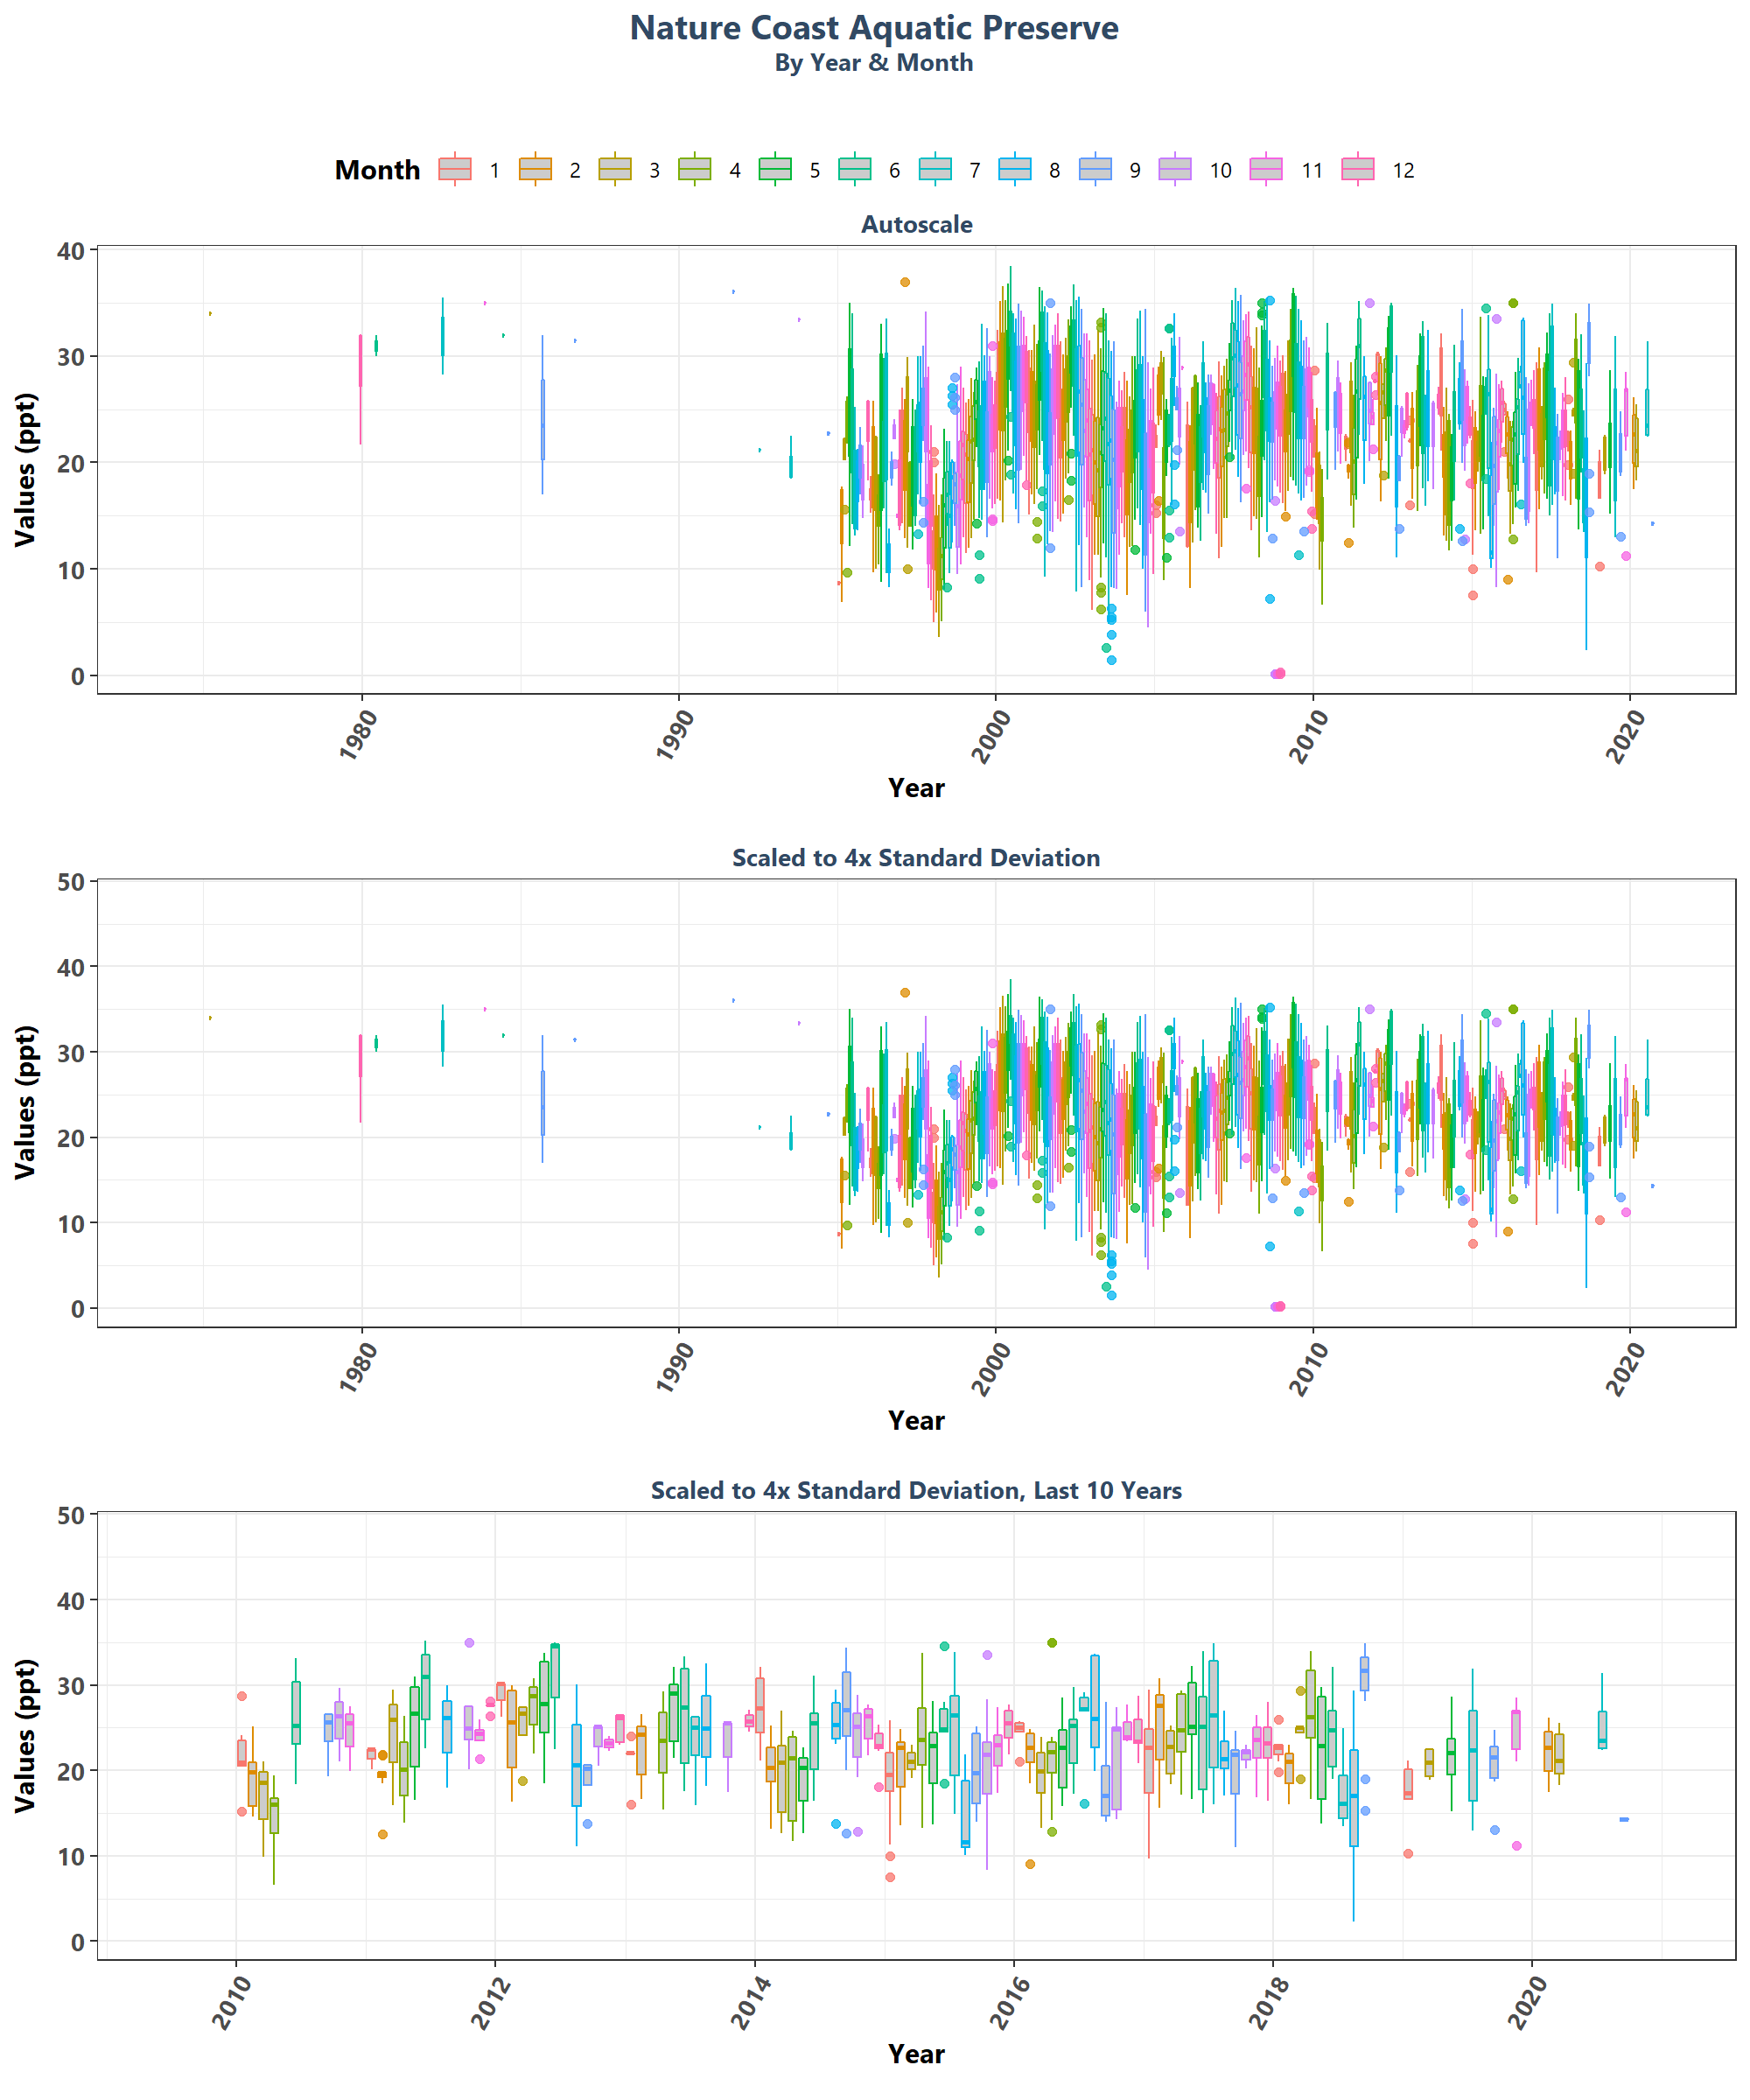 Nature Coast Aquatic Preserve
By Year & Month
Month 1 2 3 4 5 6 7 8 9 10 11 12
Autoscale
Values (ppt)
40
30
20
10
0
1980 1990 2000 2010 2020
Year
Scaled to 4x Standard Deviation
Values (ppt)
50
40
30
20
10
0
1980 1990 2000 2010 2020
Year
Scaled to 4x Standard Deviation, Last 10 Years
Values (ppt)
50
40
30
20
10
0
2010 2012 2014 2016 2018 2020
Year